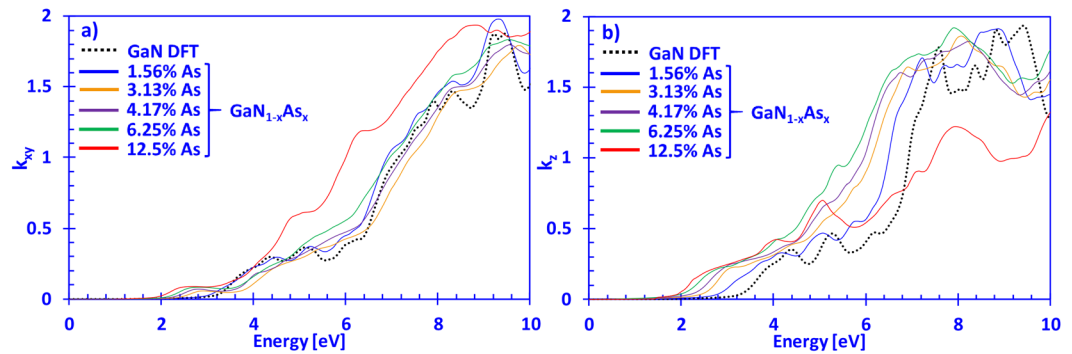 a)
GaN DFT
1.56% As
3.13% As
4.17% As
6.25% As
12.5% As
GaN1-xAsx
kxy
2
1.5
1
0.5
0
0 2 4 6 8 10
Energy [eV]
b)
GaN DFT
1.56% As
3.13% As
4.17% As
6.25% As
12.5% As
GaN1-xAsx
kz
2
1.5
1
0.5
0
0 2 4 6 8 10
Energy [eV]